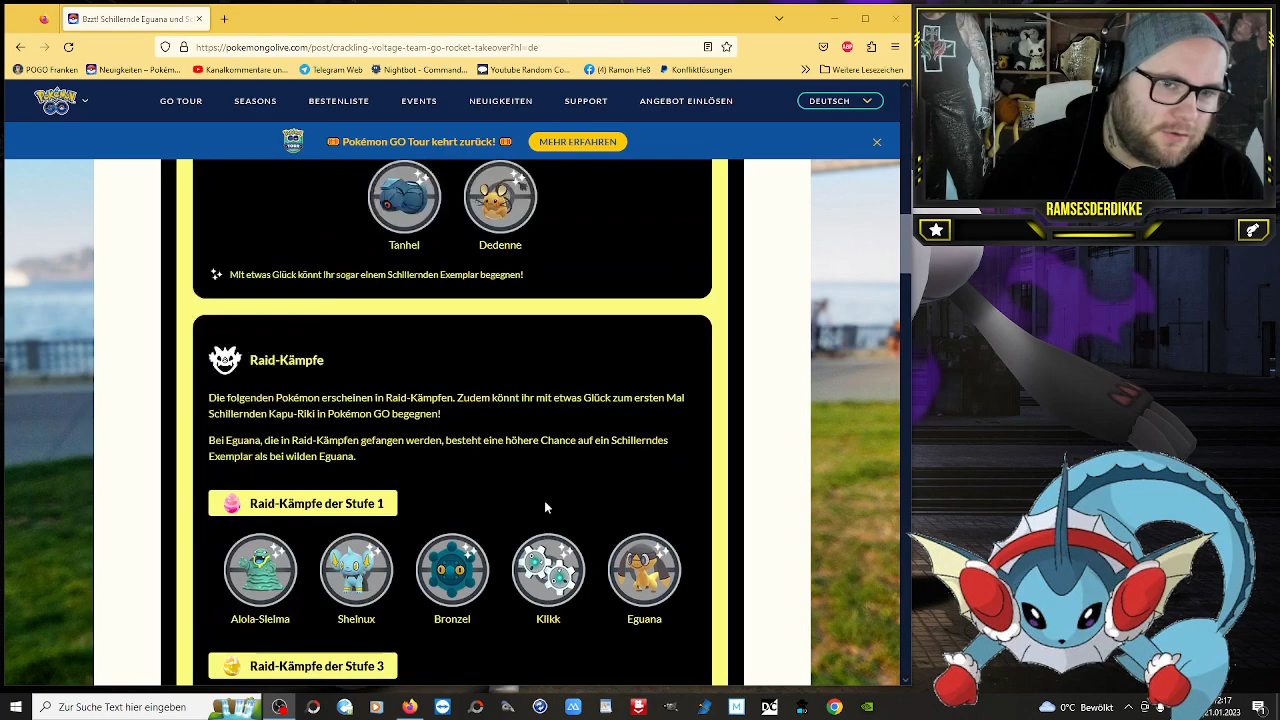 Bzzt! Schillernde Eguana und Sc
https://pokemongolive.com/post/crackling-voltage-team-go-rocket-takeover?hl=de
ABP
POGO Franken
Neuigkeiten – Pokém...
Kanalkommentare un...
Telegram Web
Nightbot - Command...
Youtube Random Co...
(4) Ramon Heß
Konfliktlösungen
Weitere Lesezeichen
GO TOUR
SEASONS
BESTENLISTE
EVENTS
NEUIGKEITEN
SUPPORT
ANGEBOT EINLÖSEN
DEUTSCH
Pokémon GO Tour kehrt zurück!
MEHR ERFAHREN
Tanhel
Dedenne
Mit etwas Glück könnt ihr sogar einem Schillernden Exemplar begegnen!
Raid-Kämpfe
Die folgenden Pokémon erscheinen in Raid-Kämpfen. Zudem könnt ihr mit etwas Glück zum ersten Mal
Schillernden Kapu-Riki in Pokémon GO begegnen!
Bei Eguana, die in Raid-Kämpfen gefangen werden, besteht eine höhere Chance auf ein Schillerndes
Exemplar als bei wilden Eguana.
Raid-Kämpfe der Stufe 1
Alola-Sleima
Sheinux
Bronzel
Klikk
Eguana
Raid-Kämpfe der Stufe 3
RAMSESDERDIKKE
Zur Suche Text hier eingeben
0°C Bewölkt
12:17
21.01.2023